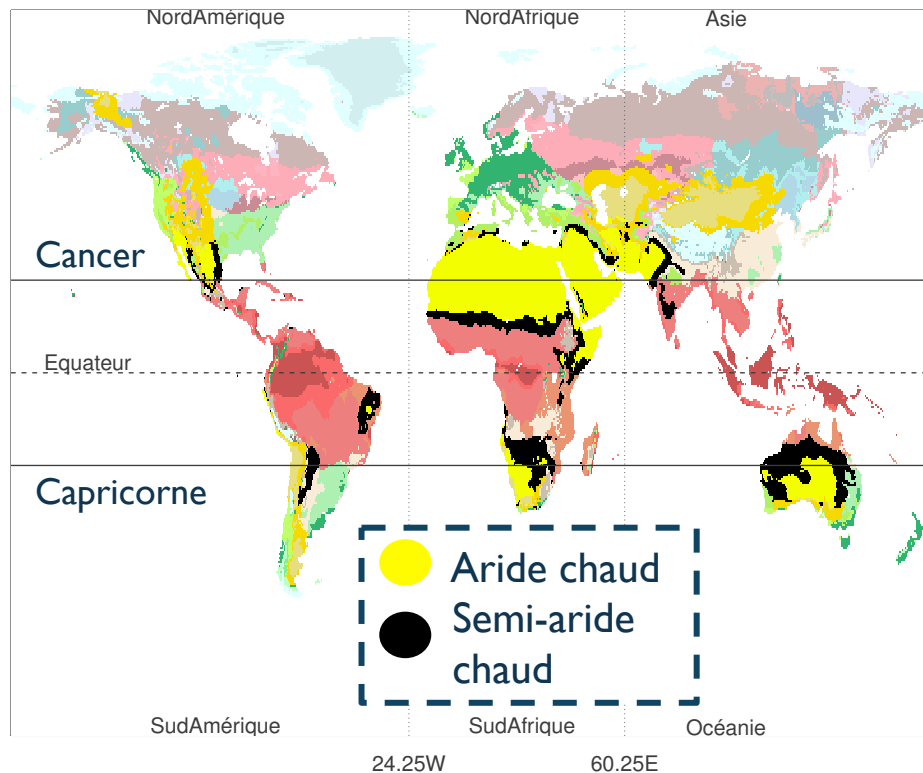 NordAmérique NordAfrique Asie
Cancer
Equateur
Capricorne
Aride chaud
Semi-aride
chaud
SudAmérique SudAfrique Océanie
24.25W 60.25E